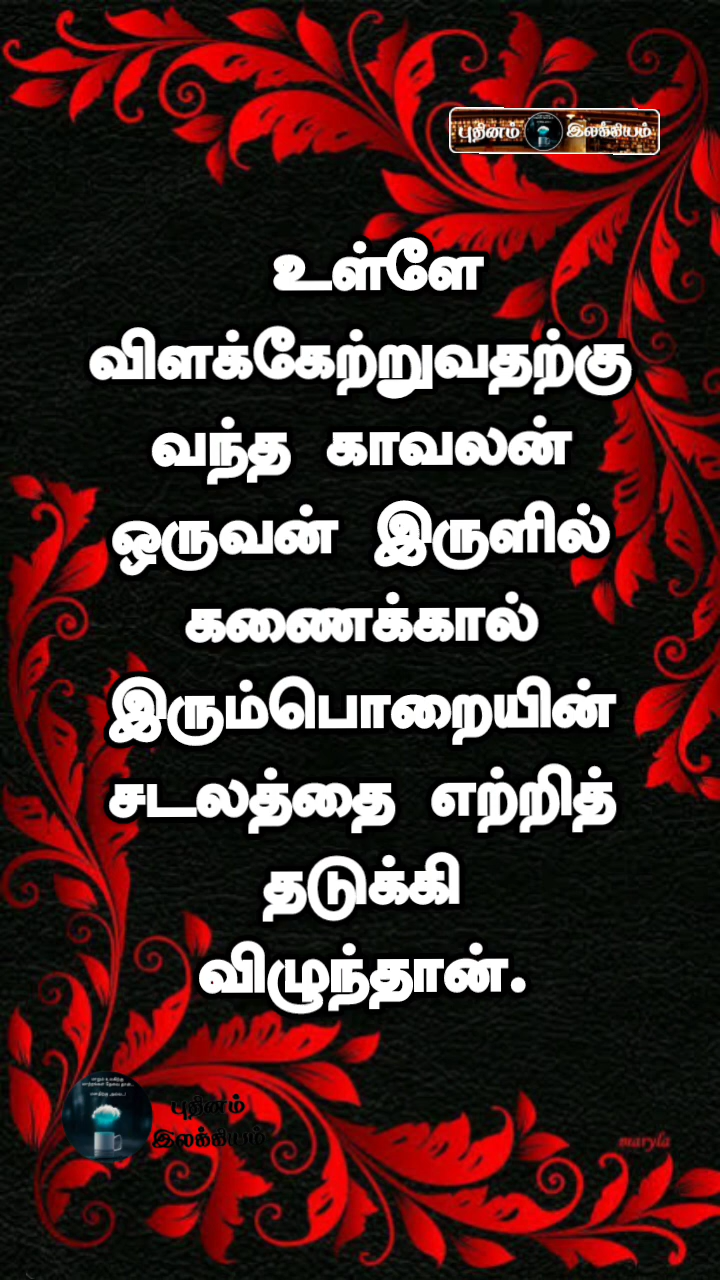 புதினம் இலக்கியம்
உள்ளே
விளக்கேற்றுவதற்கு
வந்த காவலன்
ஒருவன் இருளில்
கணைக்கால்
இரும்பொறையின்
சடலத்தை எற்றித்
தடுக்கி
விழுந்தான்.
புதினம்
இலக்கியம்
maryla